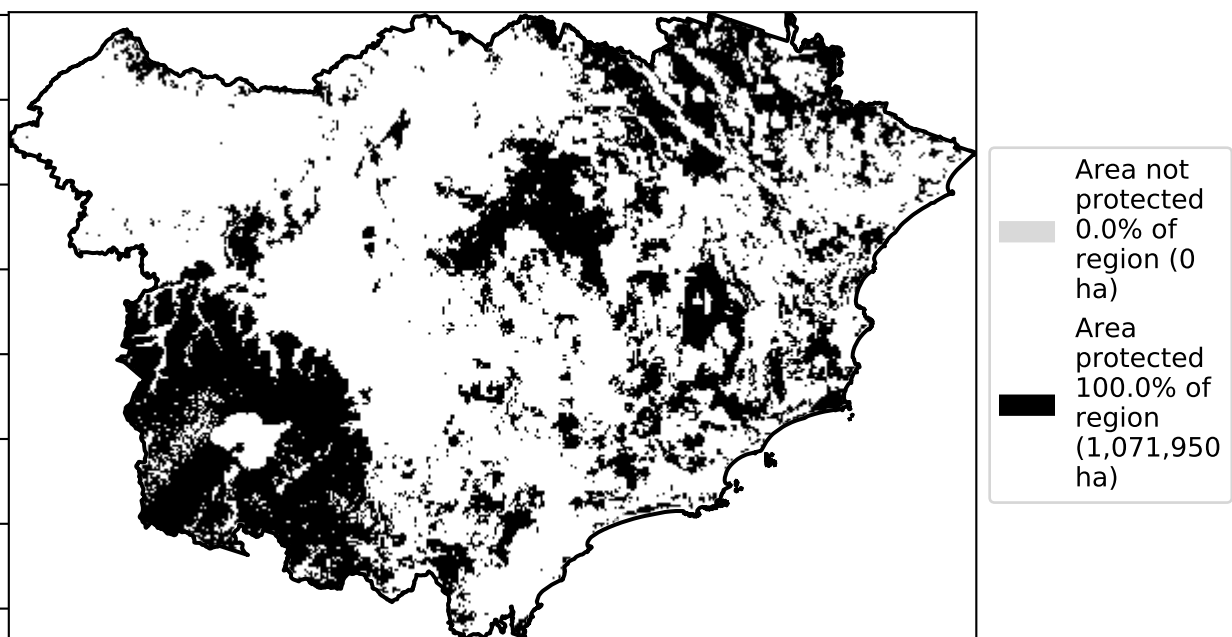 Area not
protected
0.0% of
region (0
ha)
Area
protected
100.0% of
region
(1,071,950
ha)